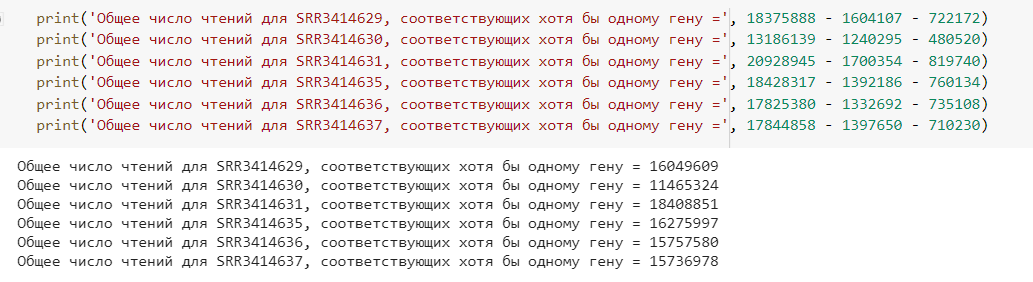 print('Общее число чтений для SRR3414629, соответствующих хотя бы одному гену =', 18375888 - 1604107 - 722172)
print('Общее число чтений для SRR3414630, соответствующих хотя бы одному гену =', 13186139 - 1240295 - 480520)
print('Общее число чтений для SRR3414631, соответствующих хотя бы одному гену =', 20928945 - 1700354 - 819740)
print('Общее число чтений для SRR3414635, соответствующих хотя бы одному гену =', 18428317 - 1392186 - 760134)
print('Общее число чтений для SRR3414636, соответствующих хотя бы одному гену =', 17825380 - 1332692 - 735108)
print('Общее число чтений для SRR3414637, соответствующих хотя бы одному гену =', 17844858 - 1397650 - 710230)
Общее число чтений для SRR3414629, соответствующих хотя бы одному гену = 16049609
Общее число чтений для SRR3414630, соответствующих хотя бы одному гену = 11465324
Общее число чтений для SRR3414631, соответствующих хотя бы одному гену = 18408851
Общее число чтений для SRR3414635, соответствующих хотя бы одному гену = 16275997
Общее число чтений для SRR3414636, соответствующих хотя бы одному гену = 15757580
Общее число чтений для SRR3414637, соответствующих хотя бы одному гену = 15736978